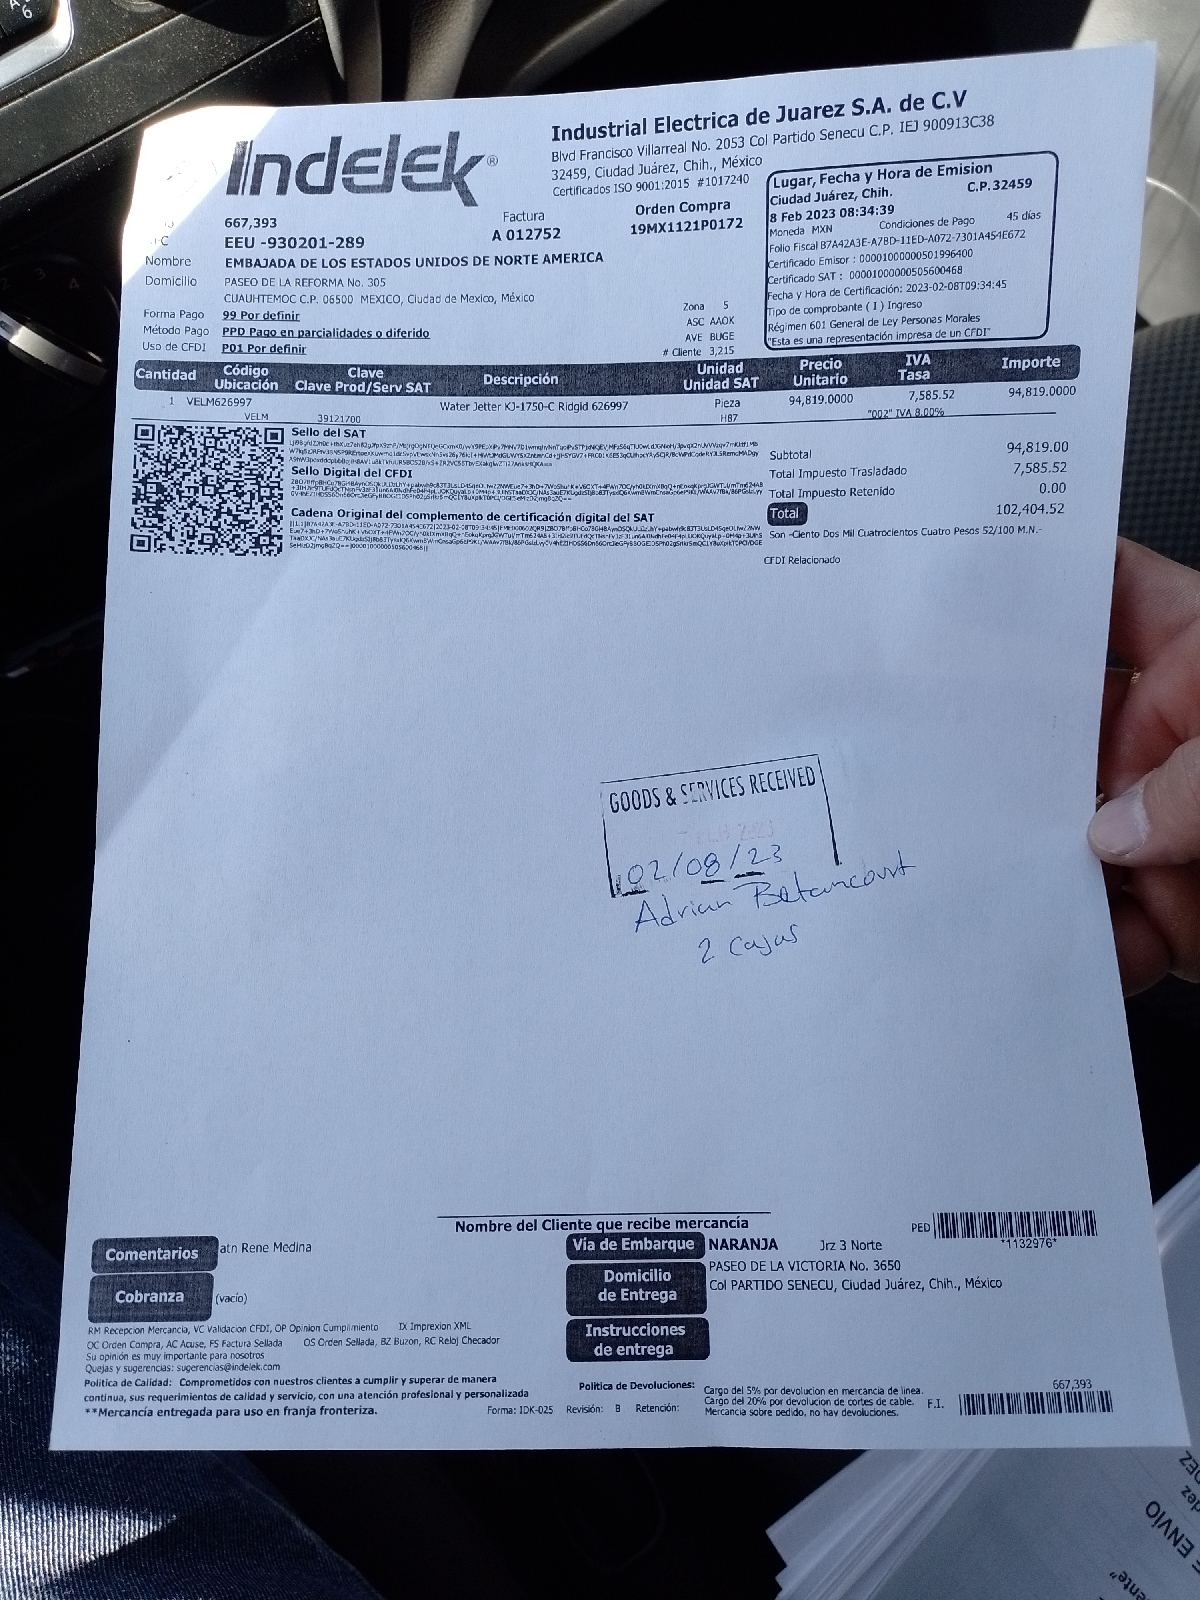 Indelek®
Industrial Electrica de Juarez S.A. de C.V
Blvd Francisco Villarreal No. 2053 Col Partido Senecu C.P. IEJ 900913C38
32459, Ciudad Juárez, Chih., México
Certificados ISO 9001:2015 #1017240
Lugar, Fecha y Hora de Emision
Ciudad Juárez, Chih. C.P. 32459
8 Feb 2023 08:34:39
Moneda MXN Condiciones de Pago 45 días
Folio Fiscal B7A42A3E-A7BD-11ED-A072-7301A454E672
Certificado Emisor : 00001000000501996400
Certificado SAT : 00001000000505600468
Fecha y Hora de Certificación: 2023-02-08T09:34:45
Tipo de comprobante ( I ) Ingreso
Régimen 601 General de Ley Personas Morales
"Esta es una representación impresa de un CFDI"
667,393
Factura
A 012752
Orden Compra
19MX1121P0172
EEU -930201-289
Nombre EMBAJADA DE LOS ESTADOS UNIDOS DE NORTE AMERICA
Domicilio PASEO DE LA REFORMA No. 305
CUAUHTEMOC C.P. 06500 MEXICO, Ciudad de Mexico, México
Forma Pago 99 Por definir
Método Pago PPD Pago en parcialidades o diferido
Uso de CFDI P01 Por definir
Zona 5
ASC AAOK
AVE BUGE
# Cliente 3,215
Cantidad Código Ubicación Clave Clave Prod/Serv SAT Descripción Unidad Unidad SAT Precio Unitario IVA Tasa Importe
1 VELM626997 Water Jetter KJ-1750-C Ridgid 626997 Pieza 94,819.0000 7,585.52 94,819.0000
VELM 39121700 H87 "002" IVA 8.00%
Sello del SAT
Sello Digital del CFDI
Cadena Original del complemento de certificación digital del SAT
Subtotal 94,819.00
Total Impuesto Trasladado 7,585.52
Total Impuesto Retenido 0.00
Total 102,404.52
Son -Ciento Dos Mil Cuatrocientos Cuatro Pesos 52/100 M.N.-
CFDI Relacionado
GOODS & SERVICES RECEIVED
02/08/23
Adrian Betancourt
2 cajas
Nombre del Cliente que recibe mercancía
PED
*1132976*
Comentarios atn Rene Medina
Cobranza (vacío)
Vía de Embarque NARANJA Jrz 3 Norte
Domicilio de Entrega PASEO DE LA VICTORIA No. 3650
Col PARTIDO SENECU, Ciudad Juárez, Chih., México
Instrucciones de entrega
RM Recepcion Mercancia, VC Validacion CFDI, OP Opinion Cumplimiento IX Impresion XML
OC Orden Compra, AC Acuse, FS Factura Sellada OS Orden Sellada, BZ Buzon, RC Reloj Checador
Su opinión es muy importante para nosotros
Quejas y sugerencias: sugerencias@indelek.com
Politica de Calidad: Comprometidos con nuestros clientes a cumplir y superar de manera
continua, sus requerimientos de calidad y servicio, con una atención profesional y personalizada
**Mercancía entregada para uso en franja fronteriza.
Forma: IDK-025 Revisión: B Retención:
Politica de Devoluciones: Cargo del 5% por devolucion en mercancia de linea.
Cargo del 20% por devolucion de cortes de cable.
Mercancia sobre pedido, no hay devoluciones.
F.I.
667,393
ENVÍO